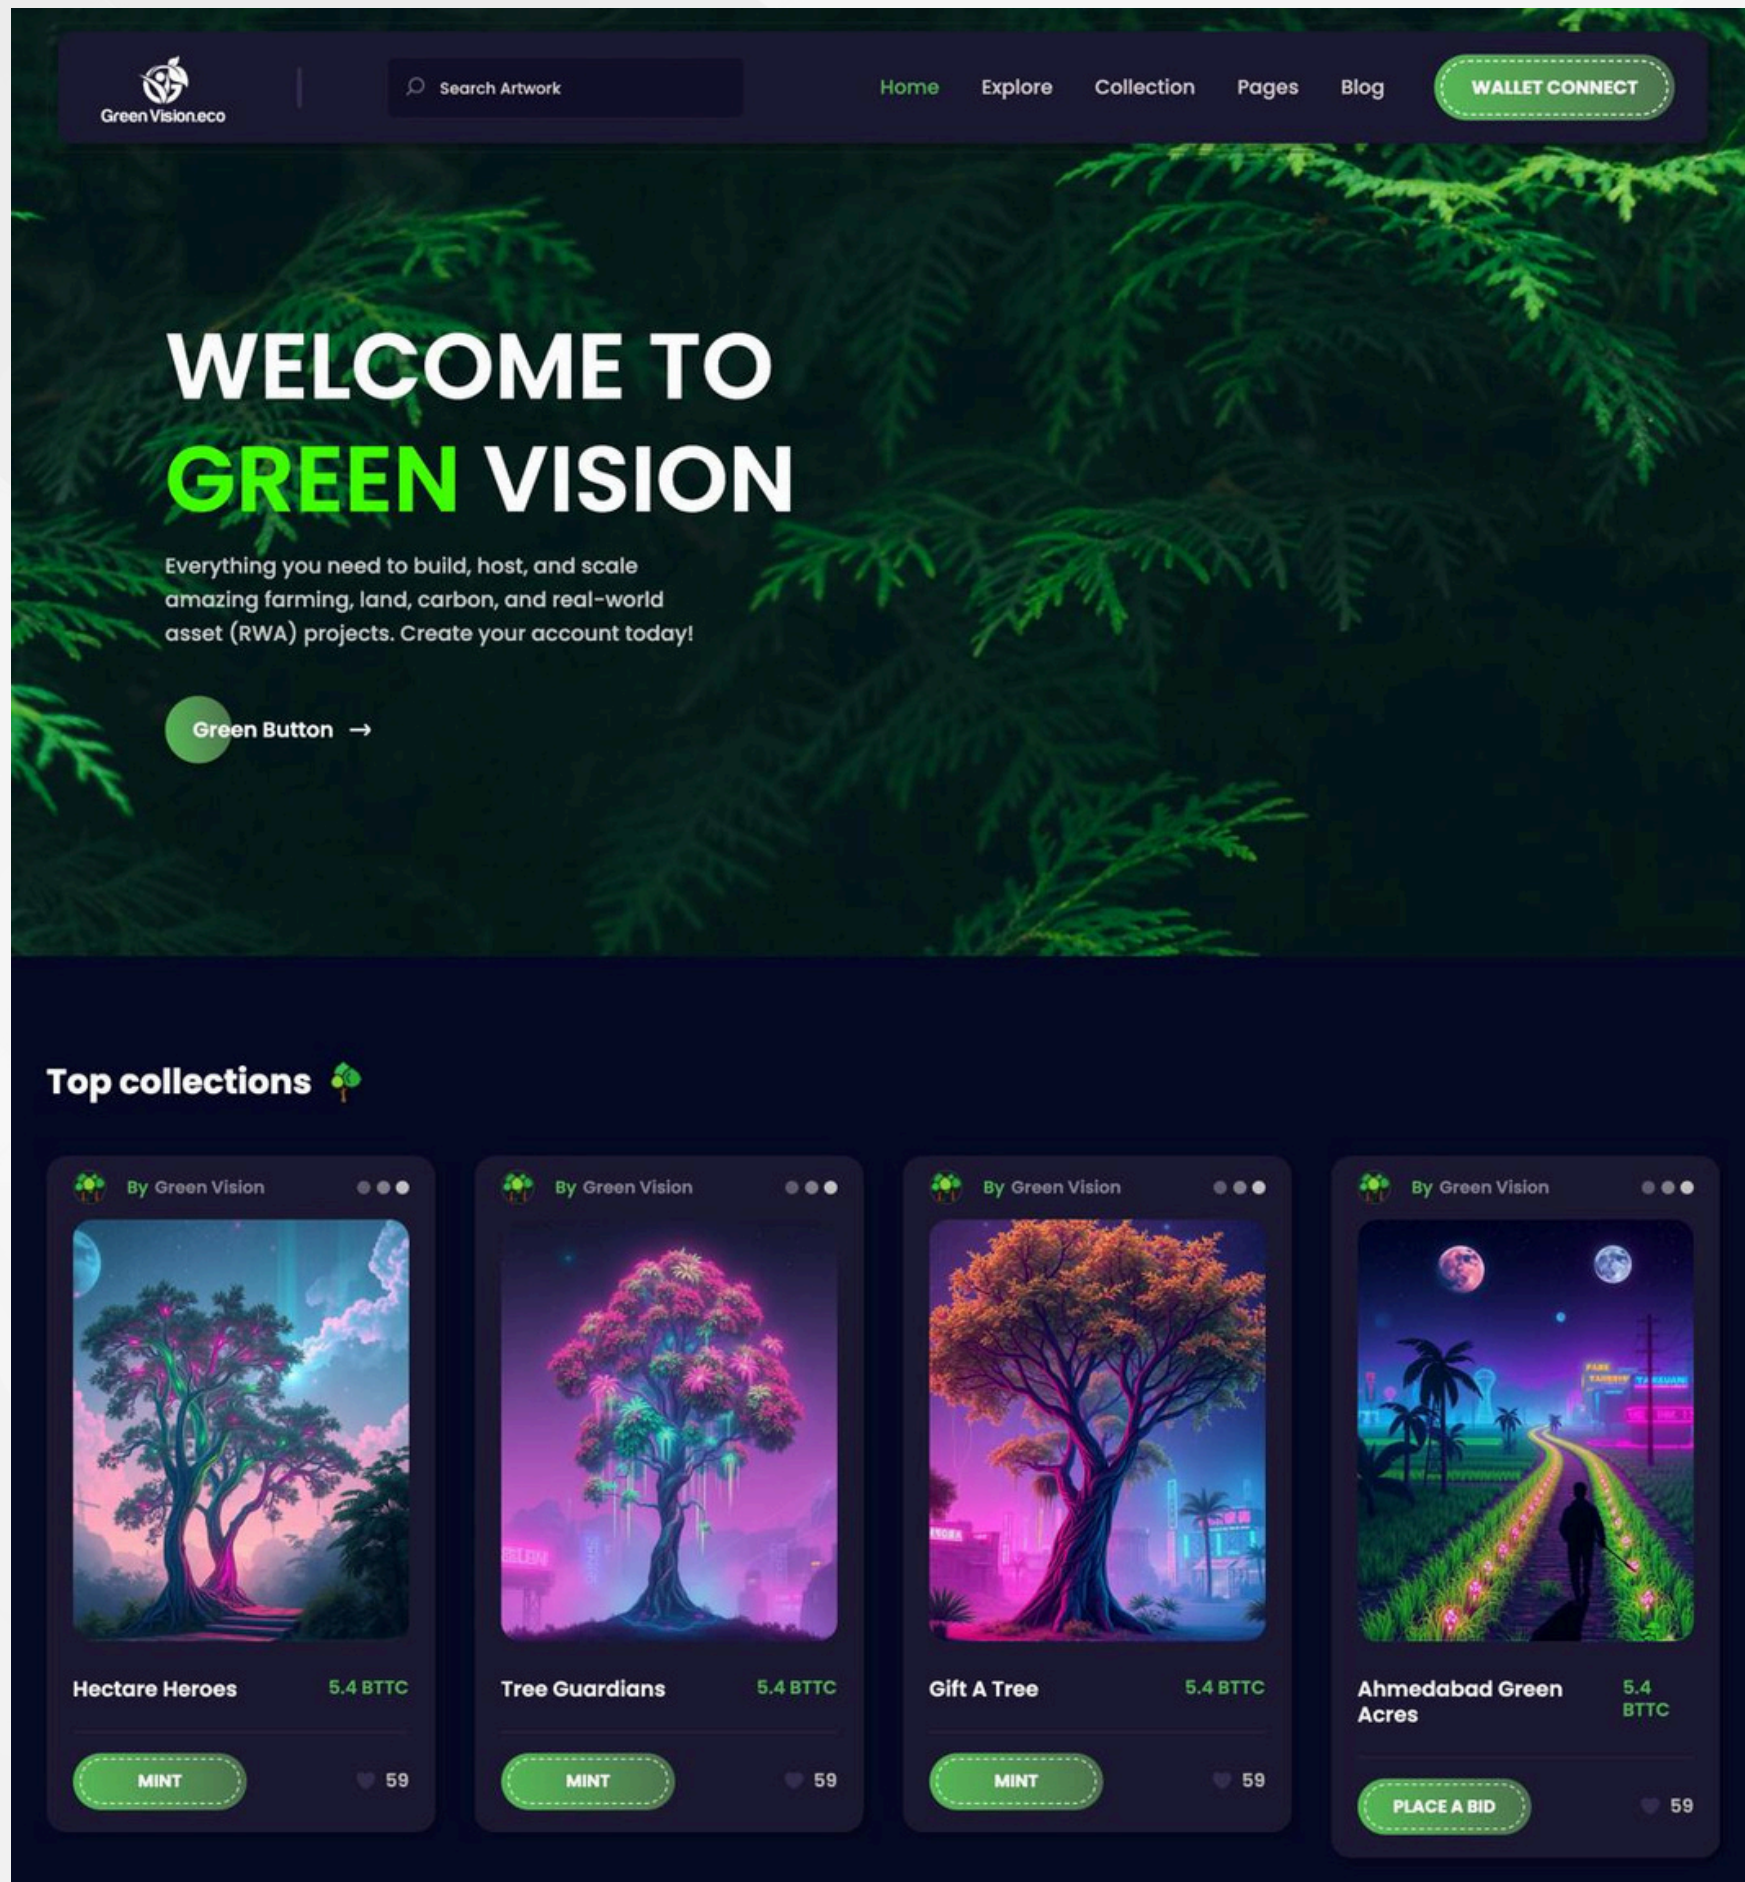 Green Vision.eco
Search Artwork
Home
Explore
Collection
Pages
Blog
WALLET CONNECT
WELCOME TO
GREEN VISION
Everything you need to build, host, and scale
amazing farming, land, carbon, and real-world
asset (RWA) projects. Create your account today!
Green Button →
Top collections
By Green Vision
By Green Vision
By Green Vision
By Green Vision
Hectare Heroes
5.4 BTTC
Tree Guardians
5.4 BTTC
Gift A Tree
5.4 BTTC
Ahmedabad Green
Acres
5.4
BTTC
MINT
59
MINT
59
MINT
59
PLACE A BID
59